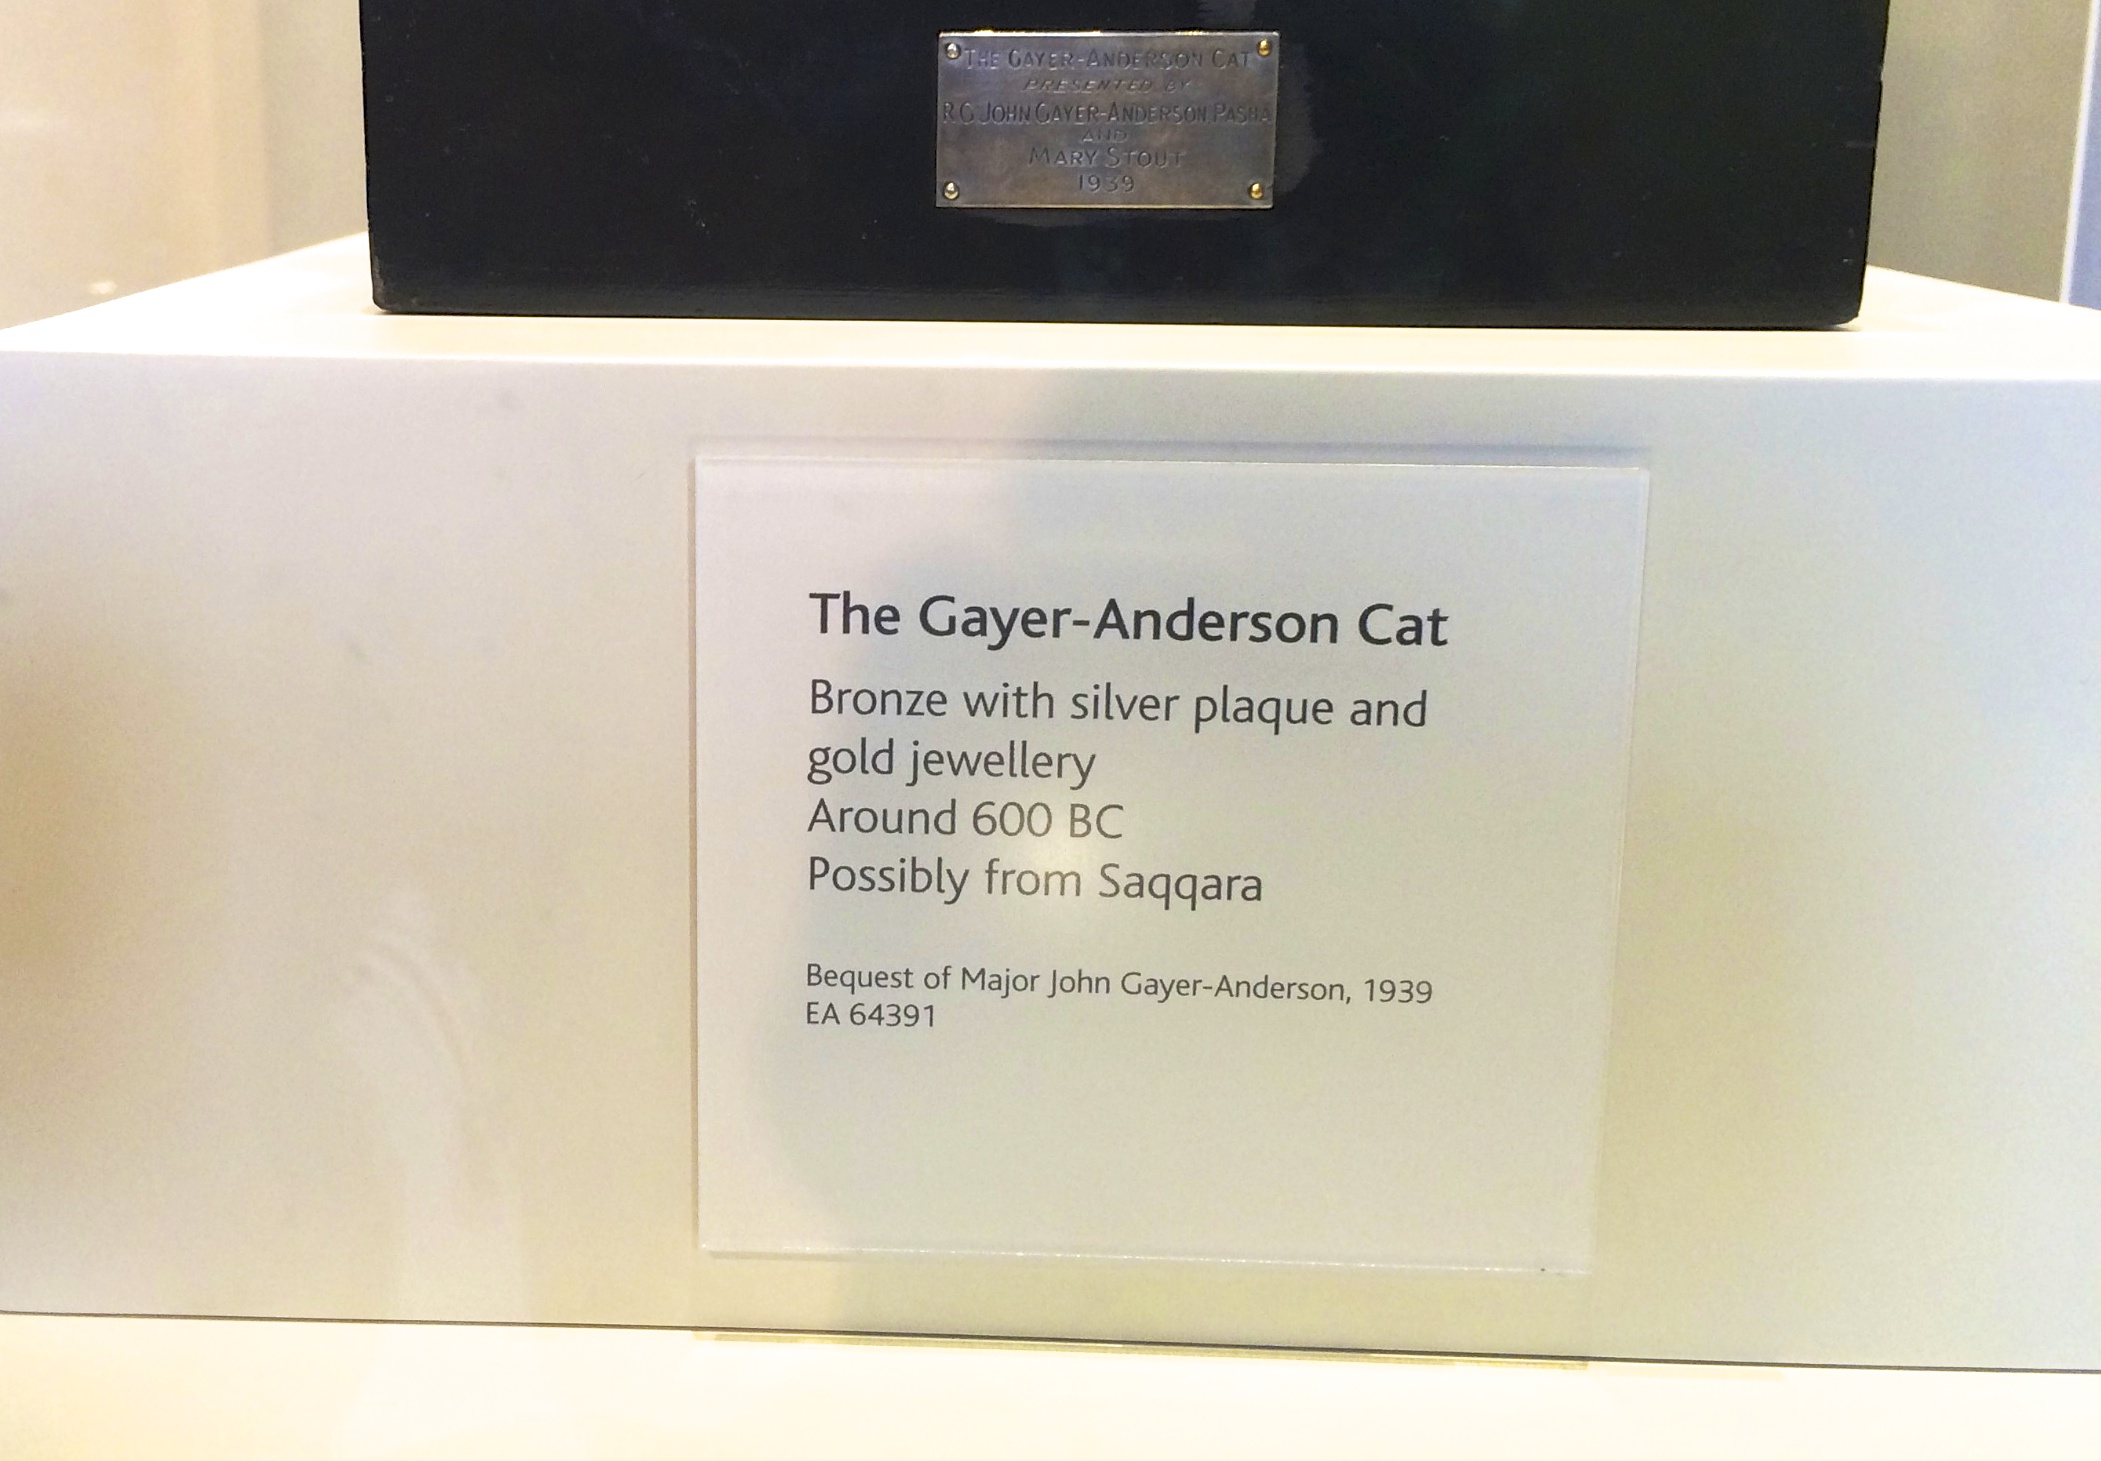 THE GAYER-ANDERSON CAT
PRESENTED BY
R.G. JOHN GAYER-ANDERSON PASHA
AND
MARY STOUT
1939
The Gayer-Anderson Cat
Bronze with silver plaque and
gold jewellery
Around 600 BC
Possibly from Saqqara
Bequest of Major John Gayer-Anderson, 1939
EA 64391